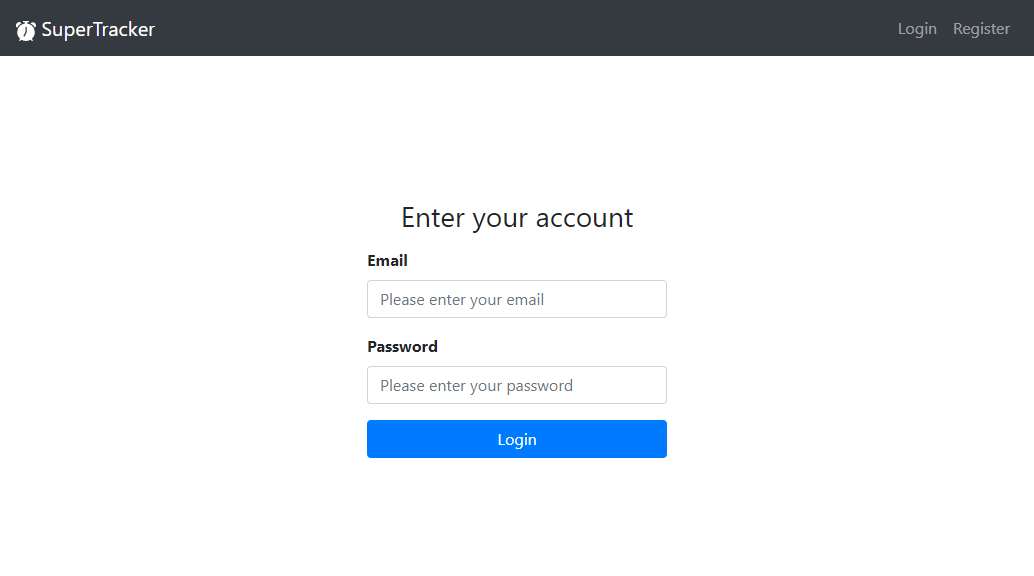 SuperTracker
Login Register
Enter your account
Email
Please enter your email
Password
Please enter your password
Login